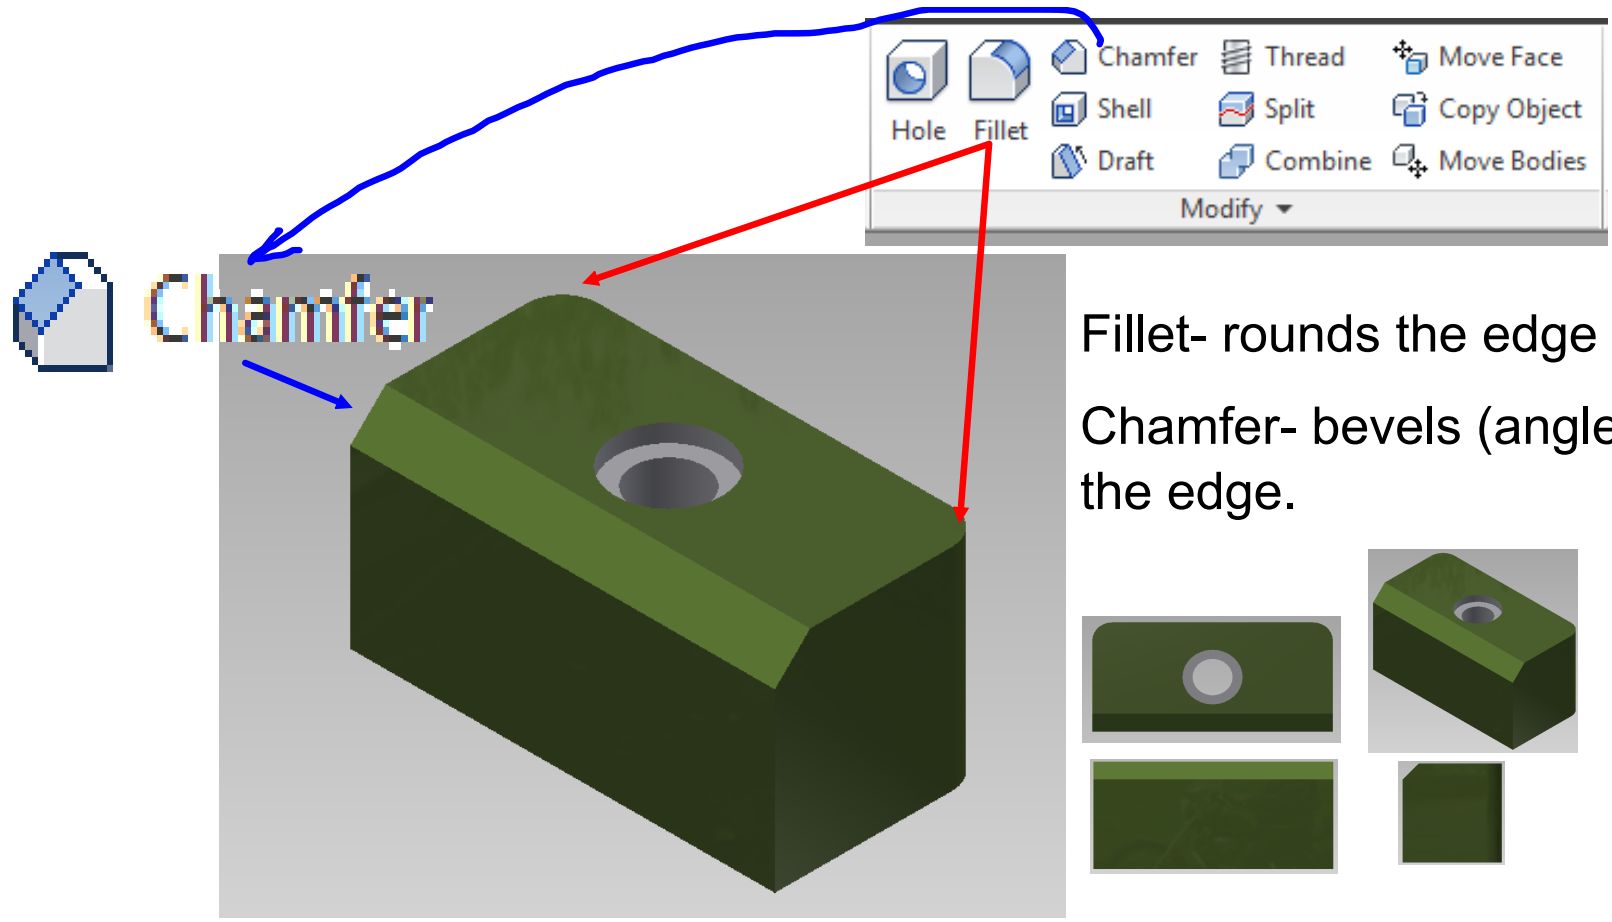 Chamfer
Thread
Move Face
Shell
Split
Copy Object
Hole
Fillet
Draft
Combine
Move Bodies
Modify
Chamfer
Fillet- rounds the edge
Chamfer- bevels (angle
the edge.